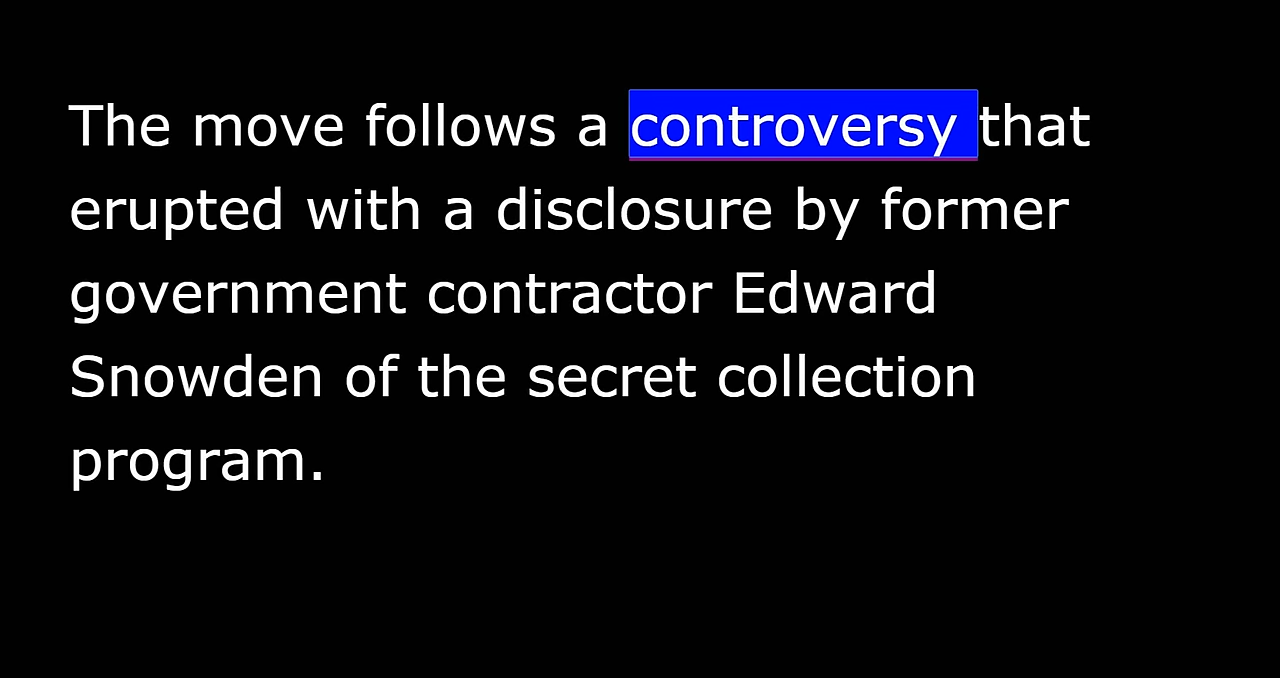 The move follows a controversy that
erupted with a disclosure by former
government contractor Edward
Snowden of the secret collection
program.